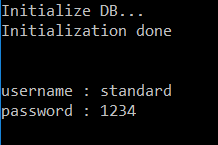 Initialize DB...
Initialization done
username : standard
password : 1234